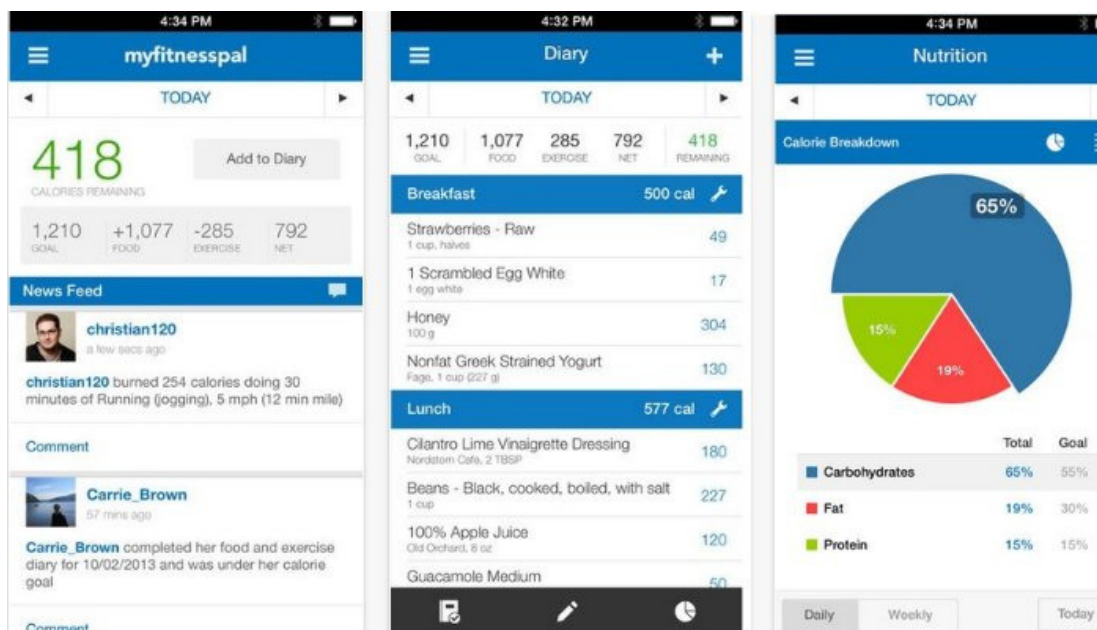 4:34 PM
myfitnesspal
TODAY
418
CALORIES REMAINING
Add to Diary
1,210 +1,077 -285 792
GOAL FOOD EXERCISE NET
News Feed
christian120
a few secs ago
christian120 burned 254 calories doing 30
minutes of Running (jogging), 5 mph (12 min mile)
Comment
Carrie_Brown
57 mins ago
Carrie_Brown completed her food and exercise
diary for 10/02/2013 and was under her calorie
goal
Comment
4:32 PM
Diary
TODAY
1,210 1,077 285 792 418
GOAL FOOD EXERCISE NET REMAINING
Breakfast 500 cal
Strawberries - Raw 49
1 cup, halves
1 Scrambled Egg White 17
1 egg white
Honey 304
100 g
Nonfat Greek Strained Yogurt 130
Fage, 1 cup (227 g)
Lunch 577 cal
Cilantro Lime Vinaigrette Dressing 180
Nordstom Cafe, 2 TBSP
Beans - Black, cooked, boiled, with salt 227
1 cup
100% Apple Juice 120
Old Orchard, 8 oz
Guacamole Medium 50
4:34 PM
Nutrition
TODAY
Calorie Breakdown
65%
15%
19%
Total Goal
Carbohydrates 65% 55%
Fat 19% 30%
Protein 15% 15%
Daily Weekly Today